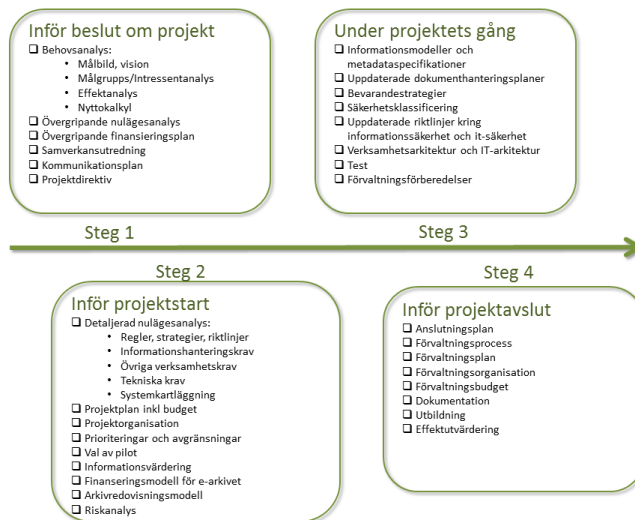 Inför beslut om projekt
Behovsanalys:
Målbild, vision
Målgrupps/Intressentanalys
Effektanalys
Nyttokalkyl
Övergripande nulägesanalys
Övergripande finansieringsplan
Samverkansutredning
Kommunikationsplan
Projektdirektiv
Under projektets gång
Informationsmodeller och
metadataspecifikationer
Uppdaterade dokumenthanteringsplaner
Bevarandestrategier
Säkerhetsklassificering
Uppdaterade riktlinjer kring
informationssäkerhet och it-säkerhet
Verksamhetsarkitektur och IT-arkitektur
Test
Förvaltningsförberedelser
Steg 1
Steg 3
Steg 2
Steg 4
Inför projektstart
Detaljerad nulägesanalys:
Regler, strategier, riktlinjer
Informationshanteringskrav
Övriga verksamhetskrav
Tekniska krav
Systemkartläggning
Projektplan inkl budget
Projektorganisation
Prioriteringar och avgränsningar
Val av pilot
Informationsvärdering
Finanseringsmodell för e-arkivet
Arkivredovisningsmodell
Riskanalys
Inför projektavslut
Anslutningsplan
Förvaltningsprocess
Förvaltningsplan
Förvaltningsorganisation
Förvaltningsbudget
Dokumentation
Utbildning
Effektutvärdering